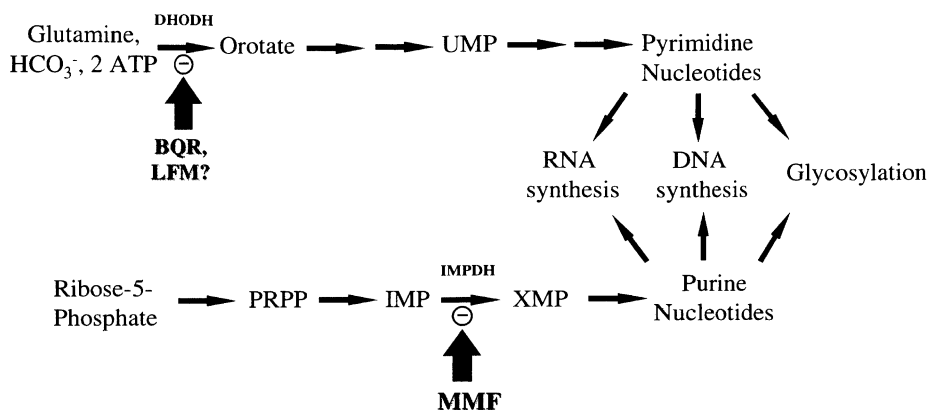 DHODH
Glutamine,
HCO₃⁻, 2 ATP
Orotate
UMP
Pyrimidine
Nucleotides
BQR,
LFM?
RNA
synthesis
DNA
synthesis
Glycosylation
IMPDH
Ribose-5-
Phosphate
PRPP
IMP
XMP
Purine
Nucleotides
MMF